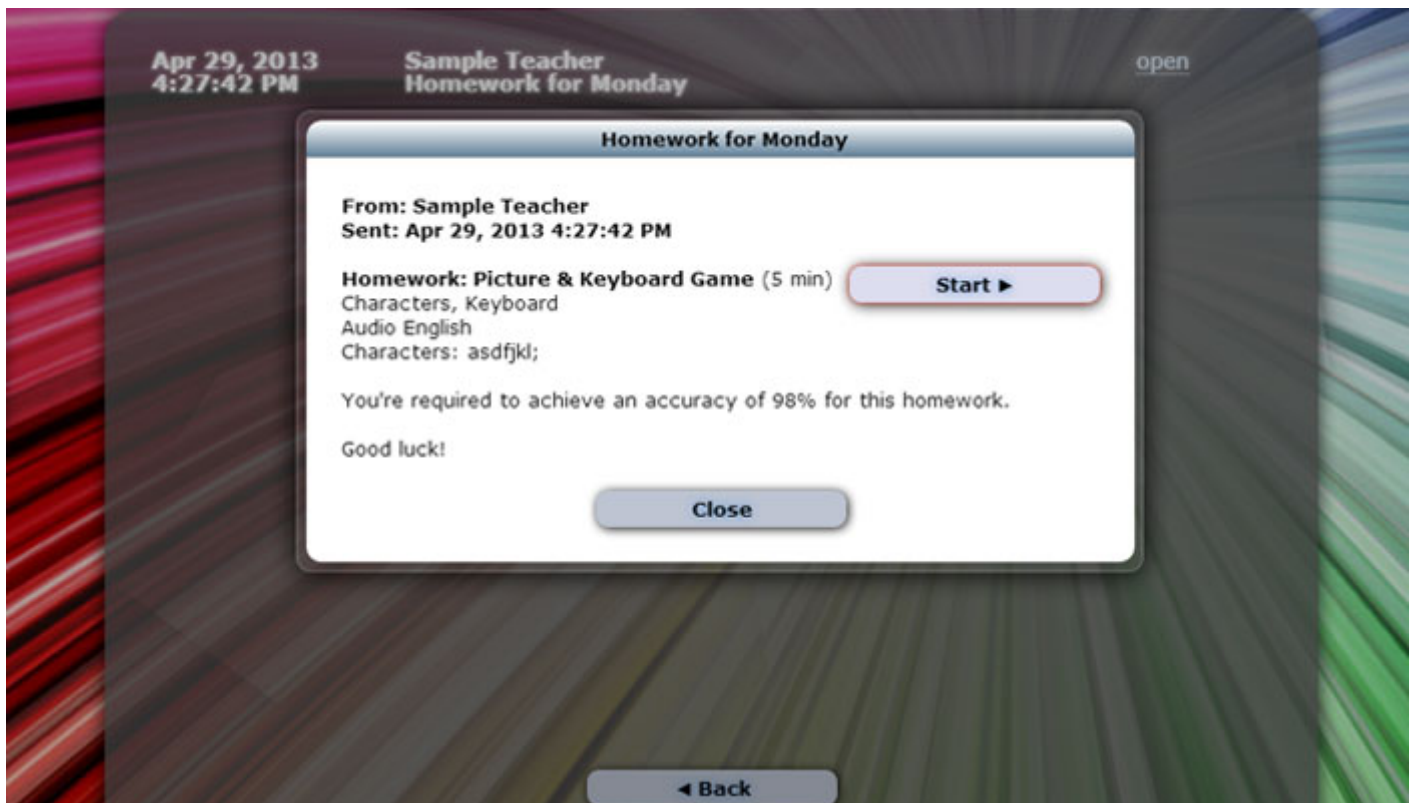 Apr 29, 2013 Sample Teacher open
4:27:42 PM Homework for Monday
Homework for Monday
From: Sample Teacher
Sent: Apr 29, 2013 4:27:42 PM
Homework: Picture & Keyboard Game (5 min) Start ►
Characters, Keyboard
Audio English
Characters: asdfjkl;
You're required to achieve an accuracy of 98% for this homework.
Good luck!
Close
◄ Back